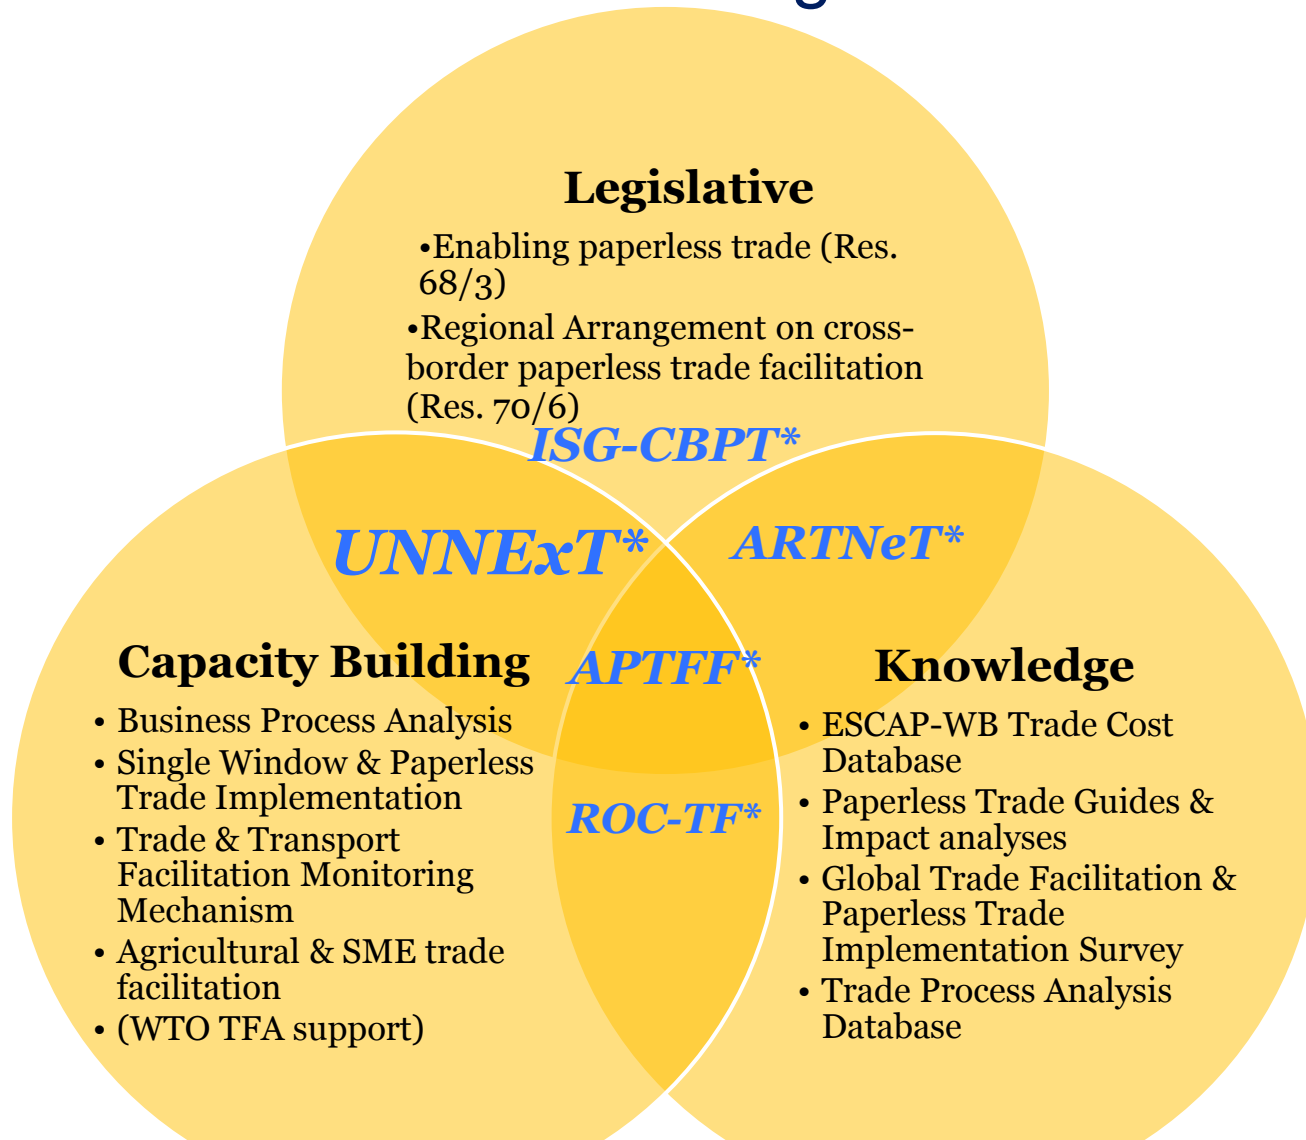 g
Legislative
•Enabling paperless trade (Res.
68/3)
•Regional Arrangement on cross-
border paperless trade facilitation
(Res. 70/6)
ISG-CBPT*
UNNExT*
ARTNeT*
Capacity Building
• Business Process Analysis
• Single Window & Paperless
Trade Implementation
• Trade & Transport
Facilitation Monitoring
Mechanism
• Agricultural & SME trade
facilitation
• (WTO TFA support)
APTFF*
ROC-TF*
Knowledge
• ESCAP-WB Trade Cost
Database
• Paperless Trade Guides &
Impact analyses
• Global Trade Facilitation &
Paperless Trade
Implementation Survey
• Trade Process Analysis
Database